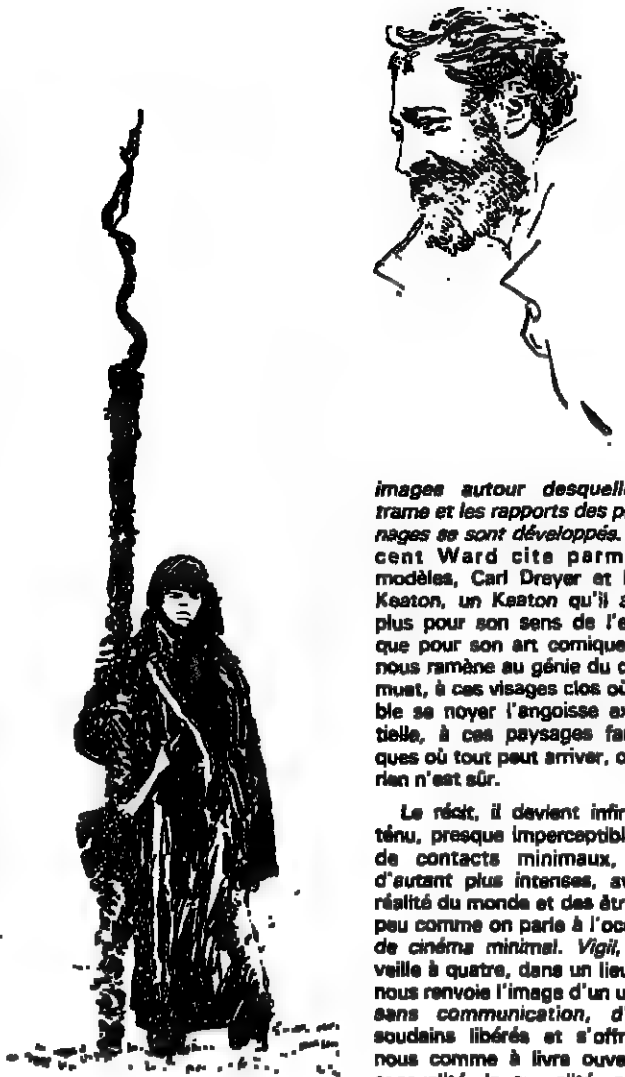 images autour desquell
trame et les rapports des p
nages se sont développés.
cent Ward cite parm
modèles, Carl Dreyer et
Keaton, un Keaton qu'il a
plus pour son sens de l'e
que pour son art comique
nous ramène au génie du c
muet, à ces visages clos où
ble se noyer l'angoisse ex
tielle, à ces paysages fan
ques où tout peut arriver, o
rien n'est sûr.
Le récit, il devient infir
ténu, presque imperceptibl
de contacts minimaux,
d'autant plus intenses, av
réalité du monde et des êtr
peu comme on parle à l'occ
de cinéma minimal. Vigil,
veille à quatre, dans un lieu
nous renvoie l'image d'un u
sans communication, d'
soudains libérés et s'offr
nous comme à livre ouve